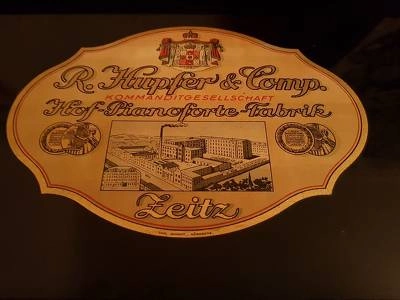 R. Hupfer & Comp.
KOMMANDITGESELLSCHAFT
Hof-Pianoforte-Fabrik
Zeitz